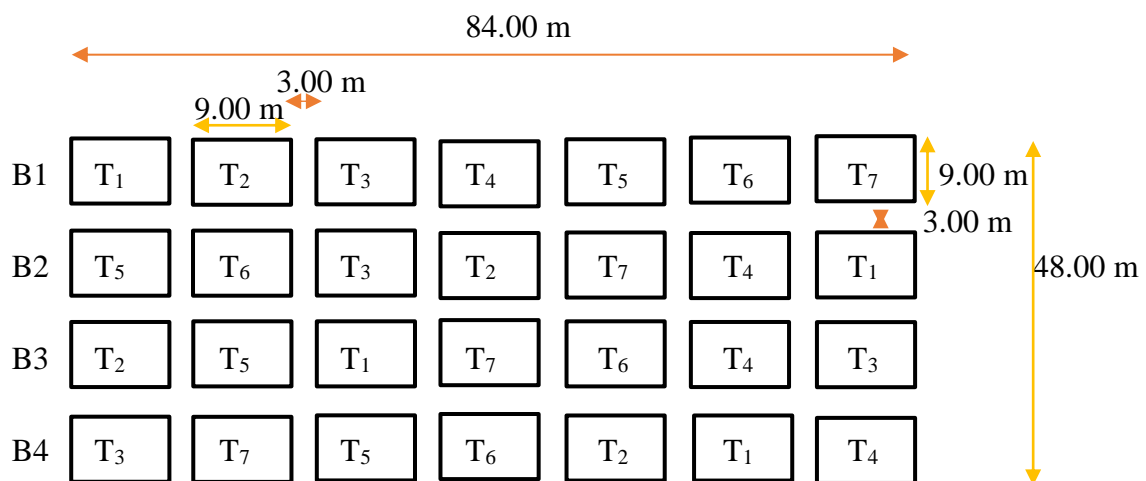 84.00 m
3.00 m
9.00 m
B1 T₁ T₂ T₃ T₄ T₅ T₆ T₇ 9.00 m
3.00 m
B2 T₅ T₆ T₃ T₂ T₇ T₄ T₁ 48.00 m
B3 T₂ T₅ T₁ T₇ T₆ T₄ T₃
B4 T₃ T₇ T₅ T₆ T₂ T₁ T₄